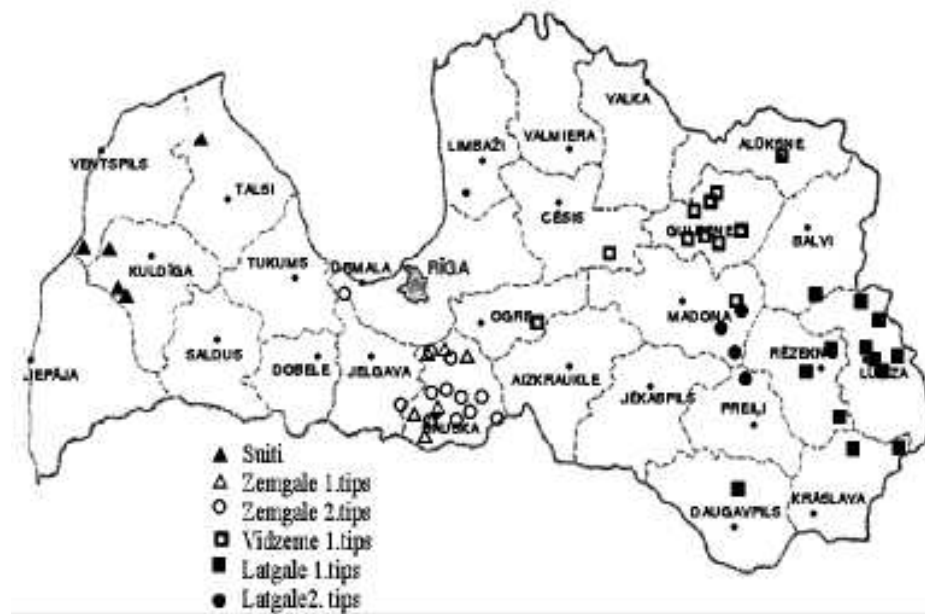 VALKA
VALMIERA
ALŪKSNE
LIMBAŽI
VENTSPILS
TALSI
CĒSIS
GULBENE
BALVI
KULDĪGA
TUKUMS
RĪGA
OGRE
MADONA
SALDUS
DOBELE
JELGAVA
AIZKRAUKLE
RĒZEKNE
LUDZA
LIEPĀJA
JĒKABPILS
PREIĻI
BAUSKA
Sniti
Zemgale 1.tips
Zemgale 2.tips
Vidzeme 1.tips
Latgale 1.tips
Latgale2. tips
DAUGAVPILS
KRĀSLAVA